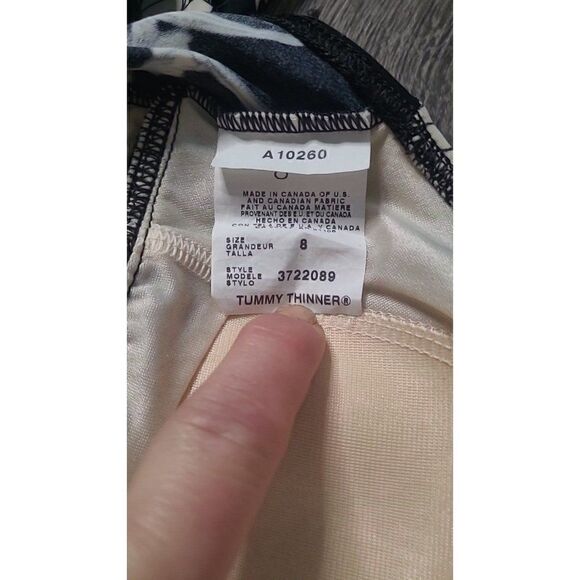 A10260
MADE IN CANADA OF U.S.
AND CANADIAN FABRIC
FAIT AU CANADA MATIERE
PROVENANT DES E.U. ET DU CANADA
HECHO EN CANADA
SIZE
GRANDEUR 8
TALLA
STYLE
MODELE 3722089
STYLO
TUMMY THINNER®